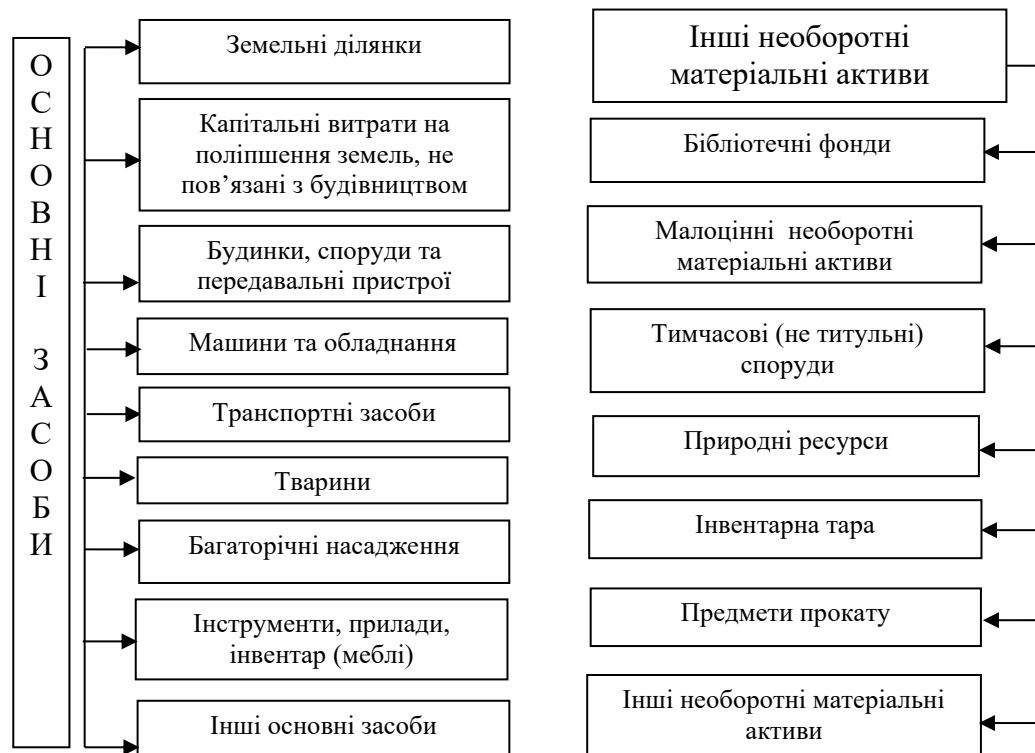 ОСНОВНІ ЗАСОБИ
Земельні ділянки
Капітальні витрати на
поліпшення земель, не
пов’язані з будівництвом
Будинки, споруди та
передавальні пристрої
Машини та обладнання
Транспортні засоби
Тварини
Багаторічні насадження
Інструменти, прилади,
інвентар (меблі)
Інші основні засоби
Інші необоротні
матеріальні активи
Бібліотечні фонди
Малоцінні необоротні
матеріальні активи
Тимчасові (не титульні)
споруди
Природні ресурси
Інвентарна тара
Предмети прокату
Інші необоротні матеріальні
активи